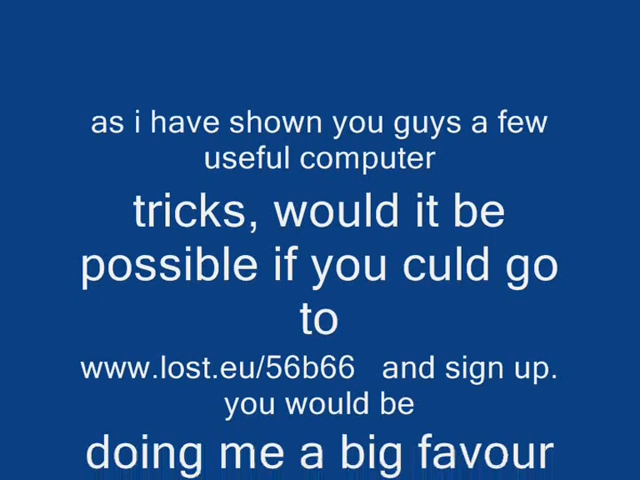 as i have shown you guys a few
useful computer
tricks, would it be
possible if you culd go
to
www.lost.eu/56b66 and sign up.
you would be
doing me a big favour